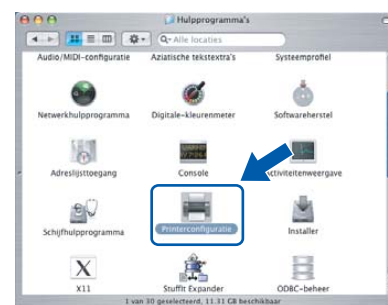 Hulpprogramma's
Alle locaties
Audio/MIDI-configuratie
Aziatische tekstextra's
Systeemprofiel
Netwerkhulpprogramma
Digitale-kleurenmeter
Softwareherstel
Adreslijsttoegang
Console
Activiteitenweergave
Schijfhulpprogramma
Printerconfiguratie
Installer
X11
StuffIt Expander
ODBC-beheer
1 van 30 geselecteerd, 11.31 GB beschikbaar